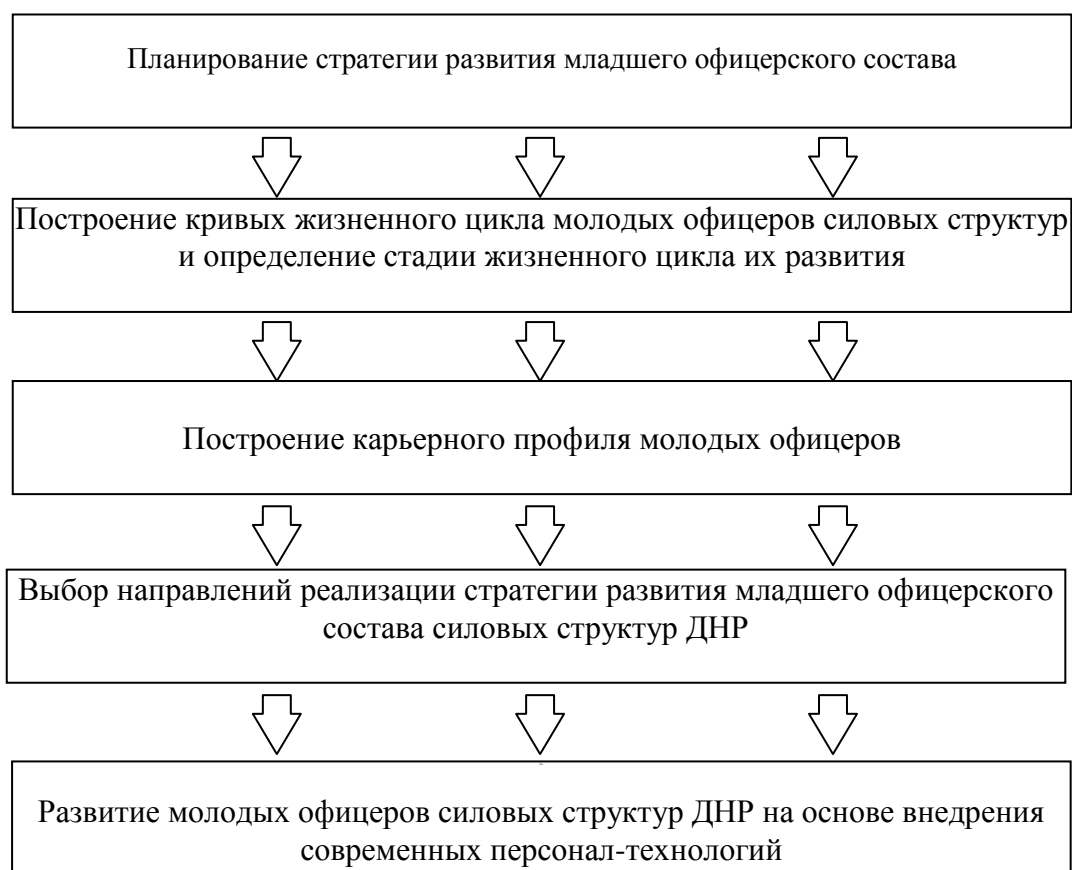 Планирование стратегии развития младшего офицерского состава
Построение кривых жизненного цикла молодых офицеров силовых структур
и определение стадии жизненного цикла их развития
Построение карьерного профиля молодых офицеров
Выбор направлений реализации стратегии развития младшего офицерского
состава силовых структур ДНР
Развитие молодых офицеров силовых структур ДНР на основе внедрения
современных персонал-технологий